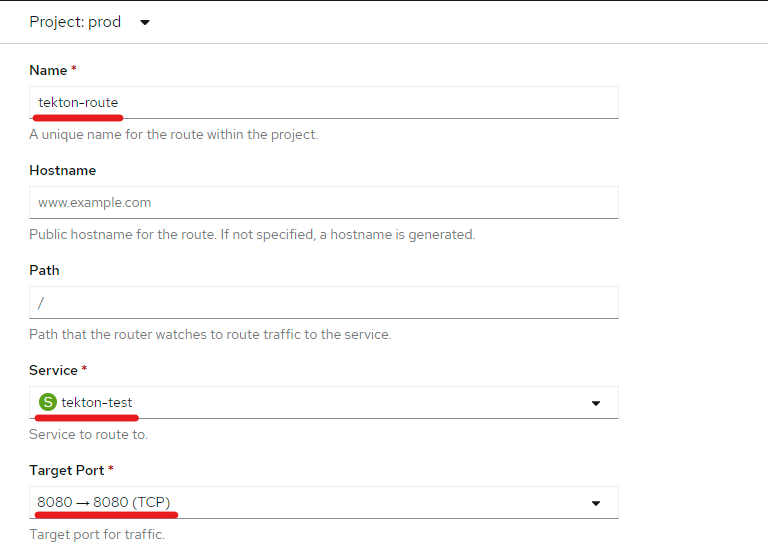 Project: prod
Name *
tekton-route
A unique name for the route within the project.
Hostname
www.example.com
Public hostname for the route. If not specified, a hostname is generated.
Path
/
Path that the router watches to route traffic to the service.
Service *
S tekton-test
Service to route to.
Target Port *
8080 → 8080 (TCP)
Target port for traffic.